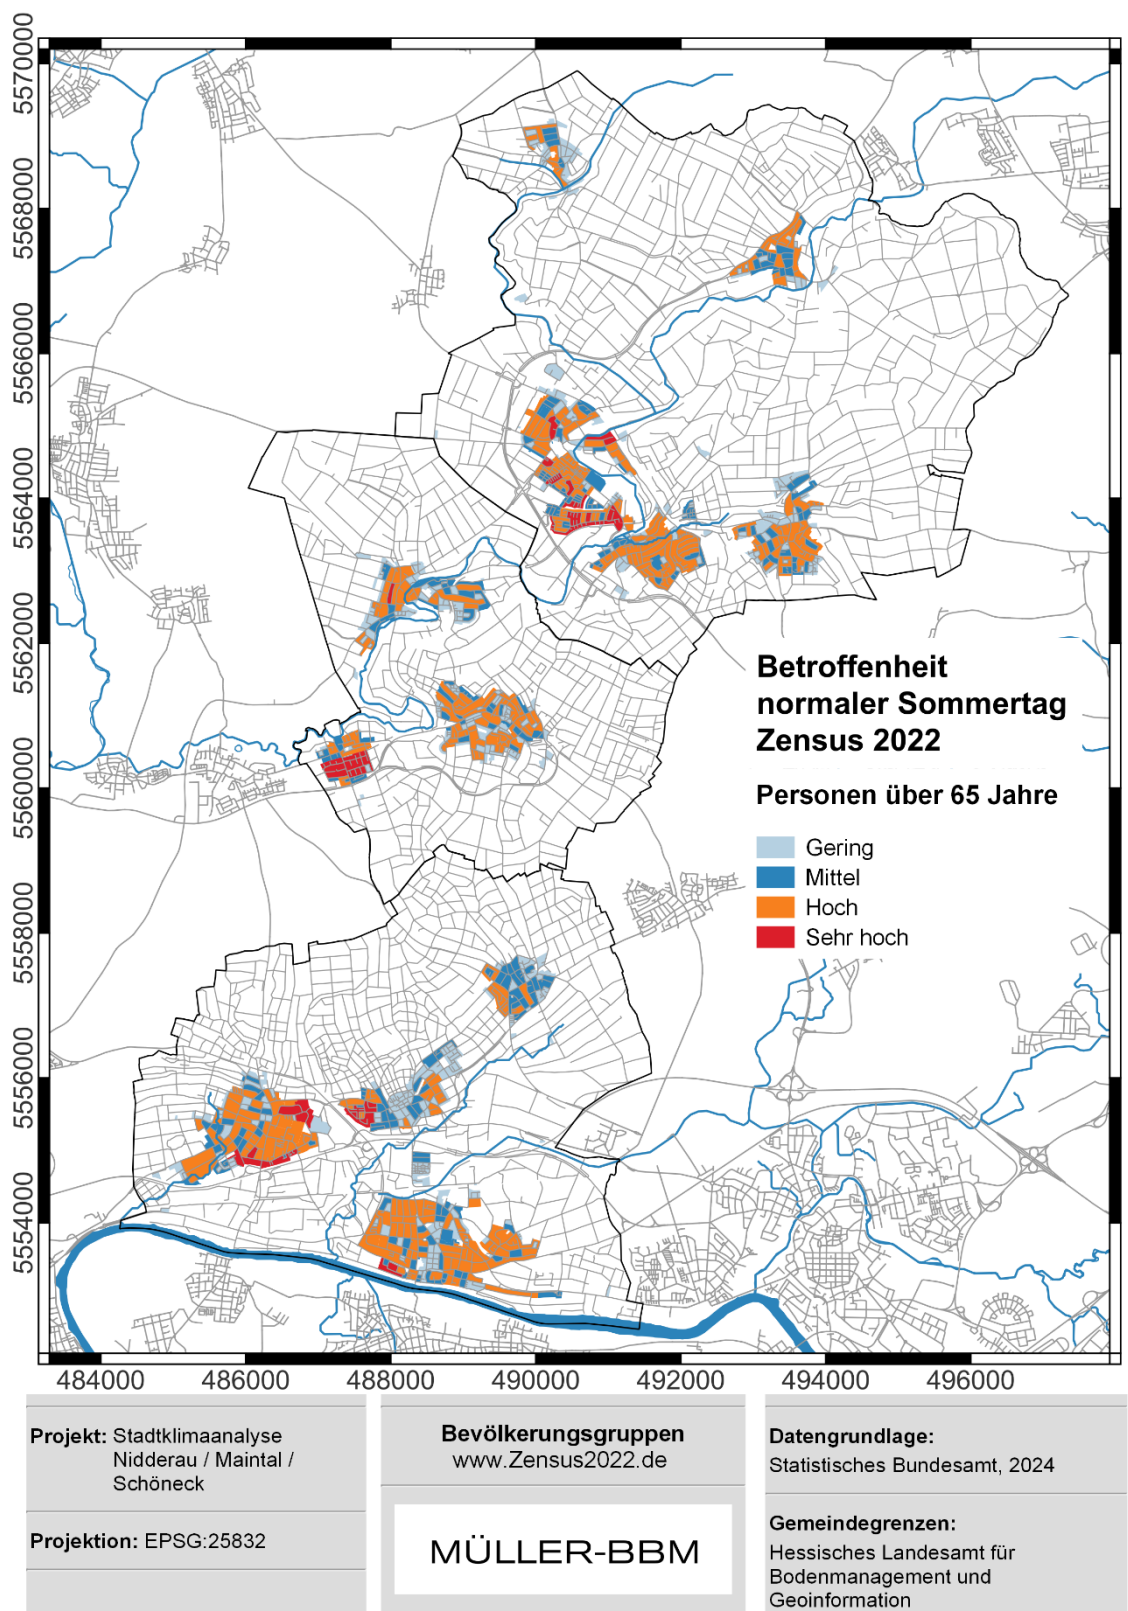 5570000
5568000
5566000
5564000
5562000
5560000
5558000
5556000
5554000
Betroffenheit
normaler Sommertag
Zensus 2022
Personen über 65 Jahre
Gering
Mittel
Hoch
Sehr hoch
484000 486000 488000 490000 492000 494000 496000
Projekt: Stadtklimaanalyse
Nidderau / Maintal /
Schöneck
Projektion: EPSG:25832
Bevölkerungsgruppen
www.Zensus2022.de
MÜLLER-BBM
Datengrundlage:
Statistisches Bundesamt, 2024
Gemeindegrenzen:
Hessisches Landesamt für
Bodenmanagement und
Geoinformation